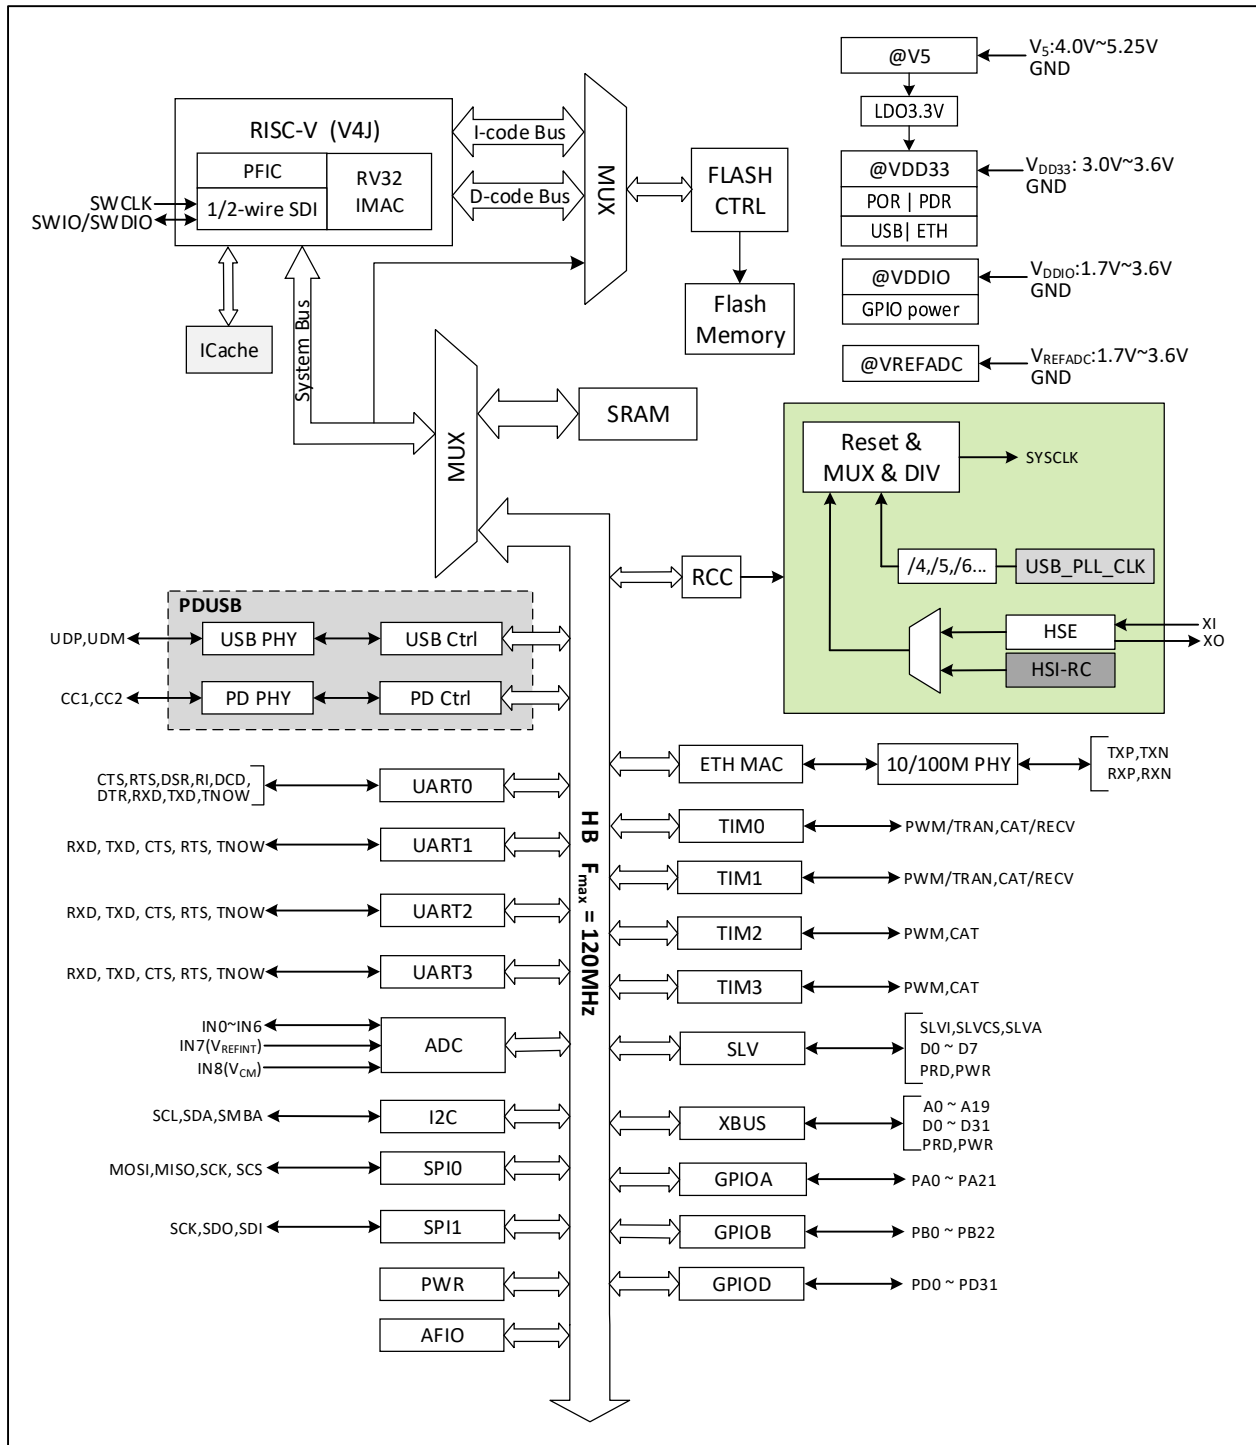 @V5
V5:4.0V~5.25V
GND
LDO3.3V
@VDD33
VDD33: 3.0V~3.6V
GND
POR | PDR
USB| ETH
@VDDIO
VDDIO:1.7V~3.6V
GND
GPIO power
@VREFADC
VREFADC:1.7V~3.6V
GND
RISC-V (V4J)
PFIC
1/2-wire SDI
RV32
IMAC
SWCLK
SWIO/SWDIO
I-code Bus
D-code Bus
MUX
FLASH
CTRL
Flash
Memory
ICache
System Bus
MUX
SRAM
Reset &
MUX & DIV
SYSCLK
RCC
/4,/5,/6...
USB_PLL_CLK
HSE
HSI-RC
XI
XO
PDUSB
UDP,UDM
USB PHY
USB Ctrl
CC1,CC2
PD PHY
PD Ctrl
CTS,RTS,DSR,RI,DCD,
DTR,RXD,TXD,TNOW
UART0
RXD, TXD, CTS, RTS, TNOW
UART1
RXD, TXD, CTS, RTS, TNOW
UART2
RXD, TXD, CTS, RTS, TNOW
UART3
IN0~IN6
IN7(VREFINT)
IN8(VCM)
ADC
SCL,SDA,SMBA
I2C
MOSI,MISO,SCK, SCS
SPI0
SCK,SDO,SDI
SPI1
PWR
AFIO
HB Fmax = 120MHz
ETH MAC
10/100M PHY
TXP,TXN
RXP,RXN
TIM0
PWM/TRAN,CAT/RECV
TIM1
PWM/TRAN,CAT/RECV
TIM2
PWM,CAT
TIM3
PWM,CAT
SLV
SLVI,SLVCS,SLVA
D0 ~ D7
PRD,PWR
XBUS
A0 ~ A19
D0 ~ D31
PRD,PWR
GPIOA
PA0 ~ PA21
GPIOB
PB0 ~ PB22
GPIOD
PD0 ~ PD31